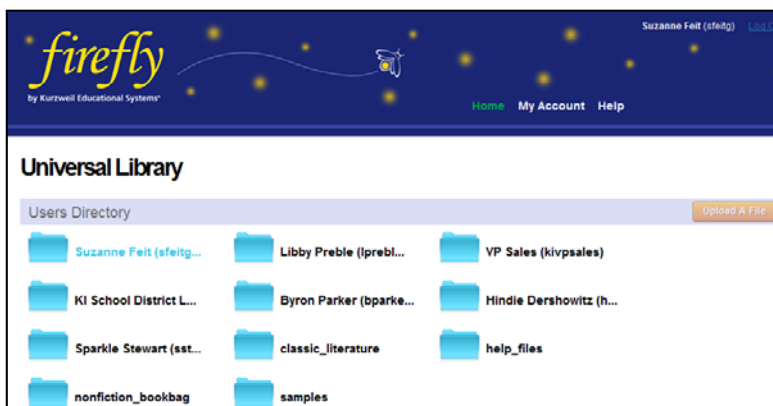 Suzanne Feit (sfeitg)
firefly
by Kurzweil Educational Systems®
Home My Account Help
Universal Library
Users Directory Upload A File
Suzanne Feit (sfeitg... Libby Preble (lprebl... VP Sales (kivpsales)
KI School District L... Byron Parker (bparke... Hindie Dershowitz (h...
Sparkle Stewart (sst... classic_literature help_files
nonfiction_bookbag samples